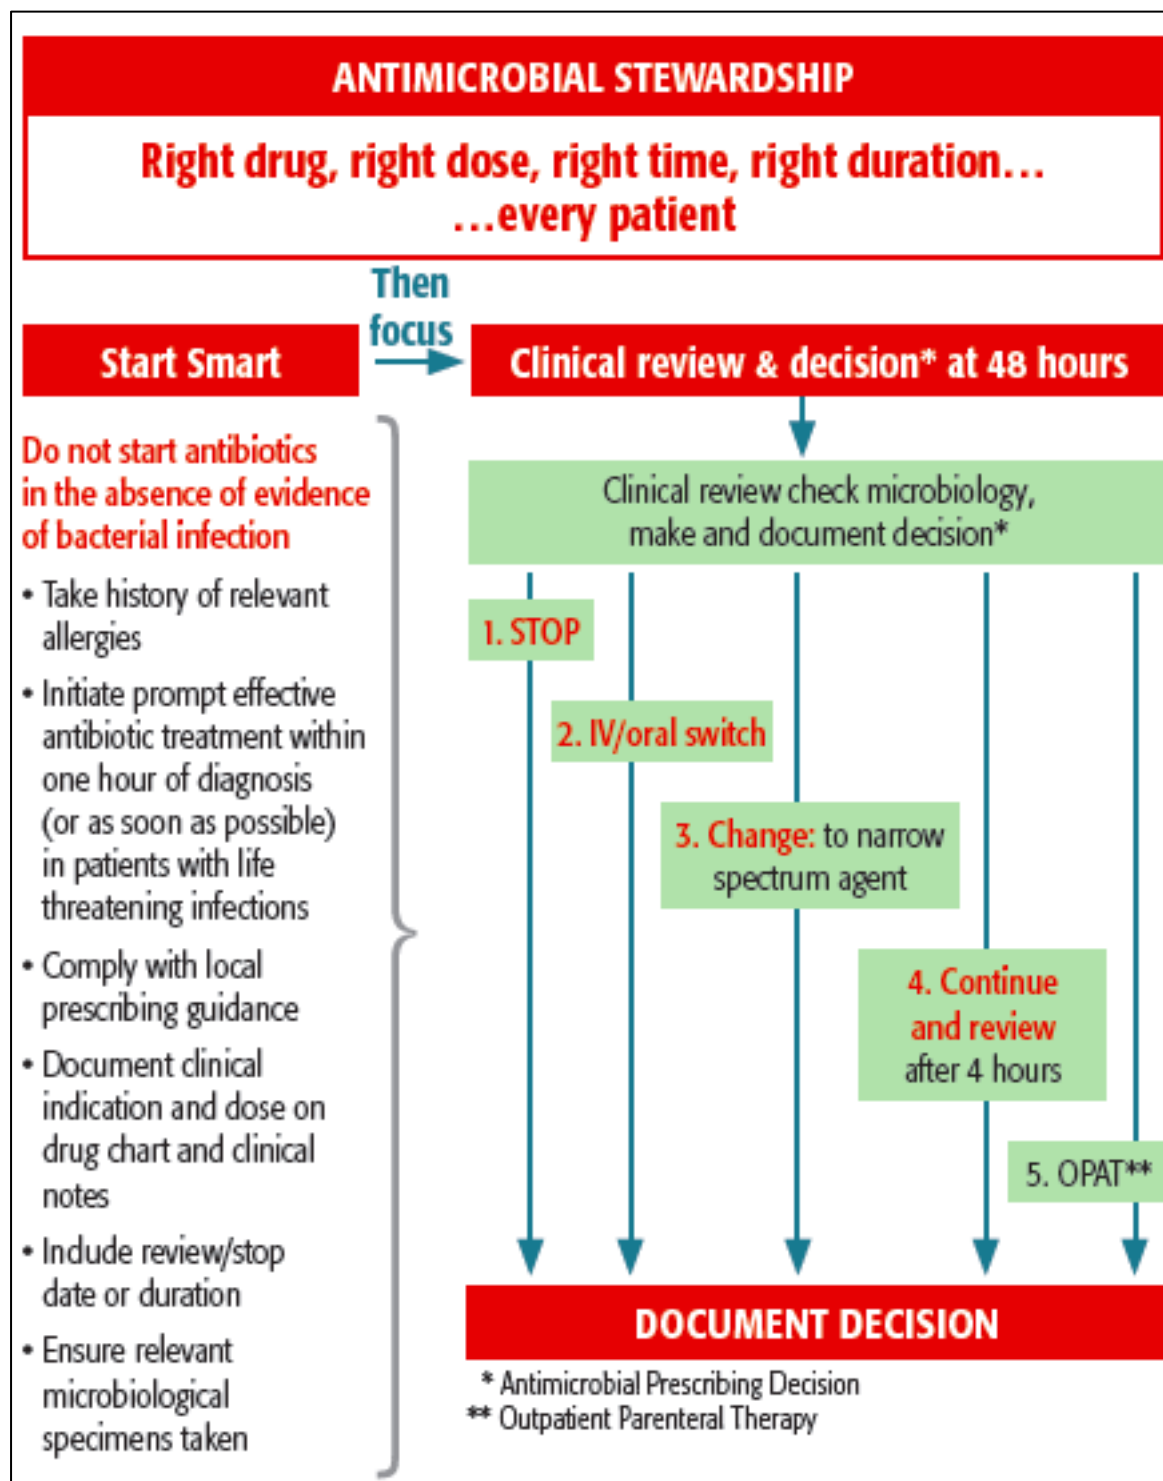 ANTIMICROBIAL STEWARDSHIP
Right drug, right dose, right time, right duration...
...every patient
Start Smart
Then
focus
Clinical review & decision* at 48 hours
Do not start antibiotics
in the absence of evidence
of bacterial infection
• Take history of relevant
allergies
• Initiate prompt effective
antibiotic treatment within
one hour of diagnosis
(or as soon as possible)
in patients with life
threatening infections
• Comply with local
prescribing guidance
• Document clinical
indication and dose on
drug chart and clinical
notes
• Include review/stop
date or duration
• Ensure relevant
microbiological
specimens taken
Clinical review check microbiology,
make and document decision*
1. STOP
2. IV/oral switch
3. Change: to narrow
spectrum agent
4. Continue
and review
after 4 hours
5. OPAT**
DOCUMENT DECISION
* Antimicrobial Prescribing Decision
** Outpatient Parenteral Therapy